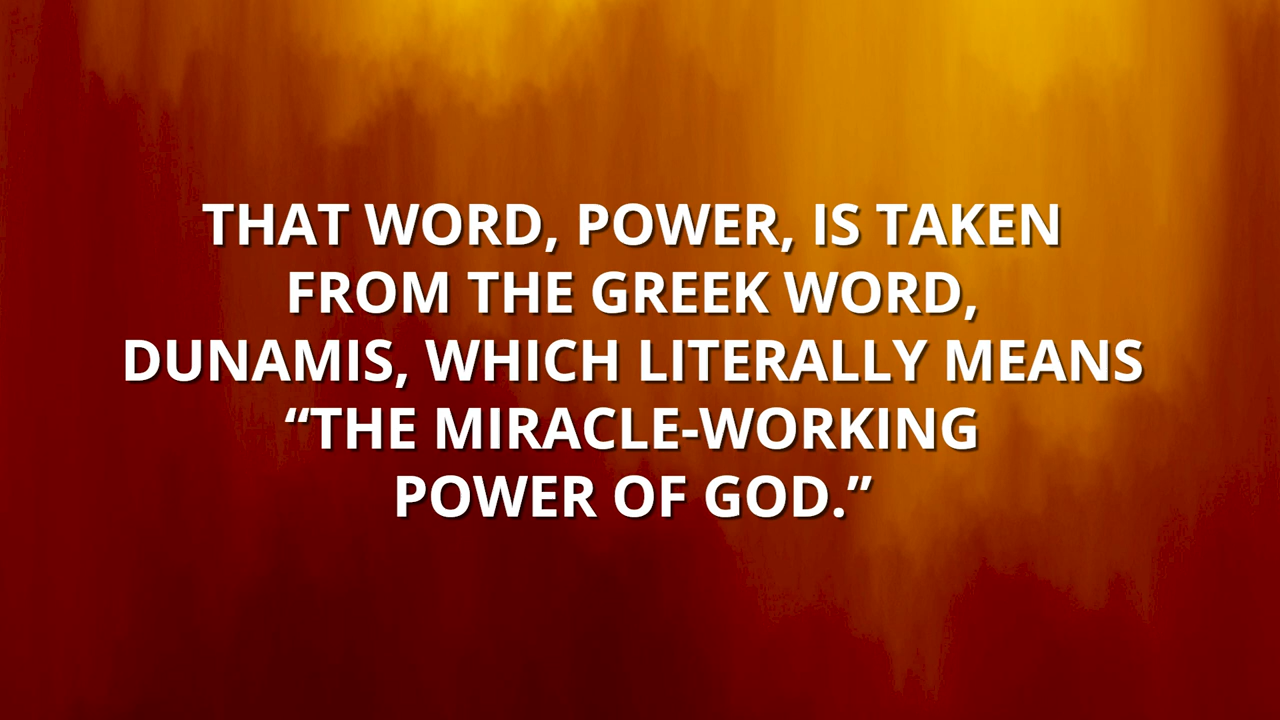 THAT WORD, POWER, IS TAKEN
FROM THE GREEK WORD,
DUNAMIS, WHICH LITERALLY MEANS
“THE MIRACLE-WORKING
POWER OF GOD.”